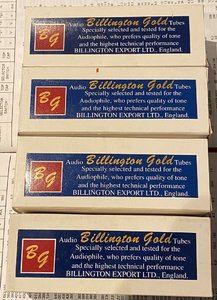 BG
Audio Billington Gold Tubes
Specially selected and tested for the
Audiophile, who prefers quality of tone
and the highest technical performance
BILLINGTON EXPORT LTD., England.
BG
Audio Billington Gold Tubes
Specially selected and tested for the
Audiophile, who prefers quality of tone
and the highest technical performance
BILLINGTON EXPORT LTD., England.
BG
Audio Billington Gold Tubes
Specially selected and tested for the
Audiophile, who prefers quality of tone
and the highest technical performance
BILLINGTON EXPORT LTD., England.
BG
Audio Billington Gold Tubes
Specially selected and tested for the
Audiophile, who prefers quality of tone
and the highest technical performance
BILLINGTON EXPORT LTD., England.